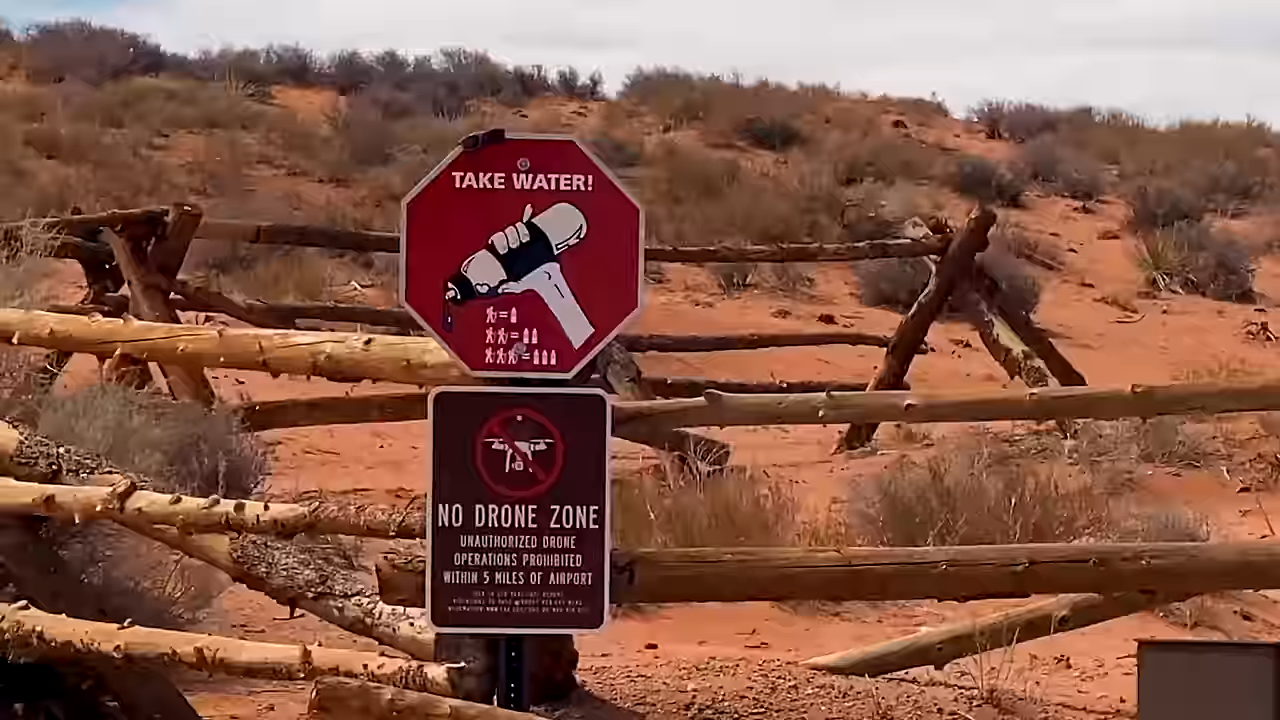 TAKE WATER!
NO DRONE ZONE
UNAUTHORIZED DRONE
OPERATIONS PROHIBITED
WITHIN 5 MILES OF AIRPORT